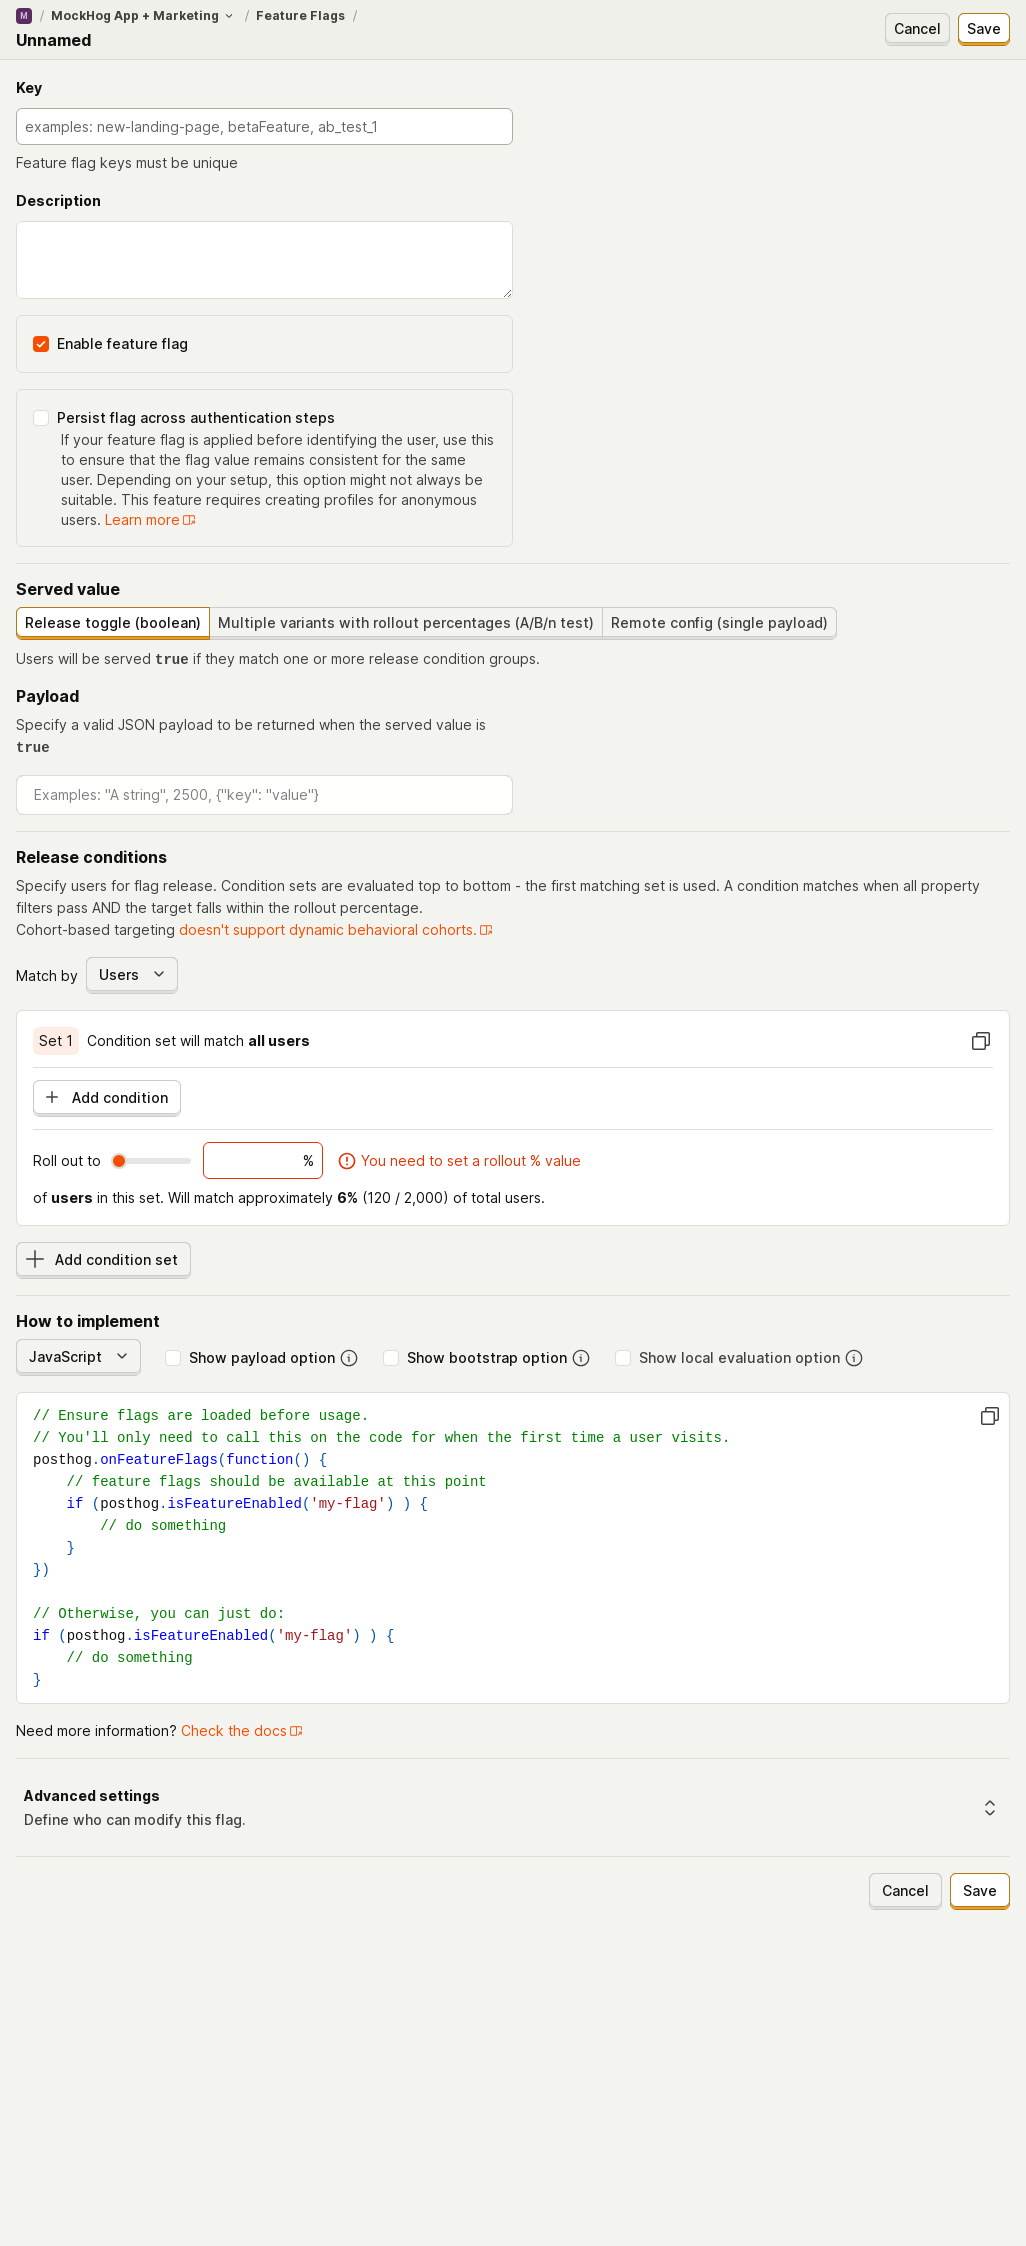 M / MockHog App + Marketing / Feature Flags /
Unnamed
Cancel
Save
Key
examples: new-landing-page, betaFeature, ab_test_1
Feature flag keys must be unique
Description
Enable feature flag
Persist flag across authentication steps
If your feature flag is applied before identifying the user, use this
to ensure that the flag value remains consistent for the same
user. Depending on your setup, this option might not always be
suitable. This feature requires creating profiles for anonymous
users. Learn more
Served value
Release toggle (boolean) Multiple variants with rollout percentages (A/B/n test) Remote config (single payload)
Users will be served true if they match one or more release condition groups.
Payload
Specify a valid JSON payload to be returned when the served value is
true
Examples: "A string", 2500, {"key": "value"}
Release conditions
Specify users for flag release. Condition sets are evaluated top to bottom - the first matching set is used. A condition matches when all property
filters pass AND the target falls within the rollout percentage.
Cohort-based targeting doesn't support dynamic behavioral cohorts.
Match by Users
Set 1 Condition set will match all users
Add condition
Roll out to % You need to set a rollout % value
of users in this set. Will match approximately 6% (120 / 2,000) of total users.
Add condition set
How to implement
JavaScript Show payload option Show bootstrap option Show local evaluation option
// Ensure flags are loaded before usage.
// You'll only need to call this on the code for when the first time a user visits.
posthog.onFeatureFlags(function() {
    // feature flags should be available at this point
    if (posthog.isFeatureEnabled('my-flag') ) {
        // do something
    }
})
// Otherwise, you can just do:
if (posthog.isFeatureEnabled('my-flag') ) {
    // do something
}
Need more information? Check the docs
Advanced settings
Define who can modify this flag.
Cancel
Save